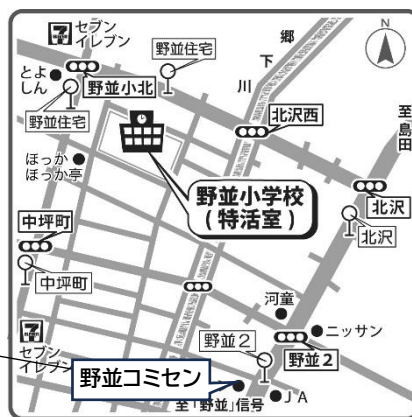 セブン
イレブン
野並住宅
N
郷
下
川
とよ
しん
野並小北
北沢西
至島田
野並住宅
ほっか
ほっか亭
野並小学校
(特活室)
北沢
中坪町
北沢
中坪町
河童
ニッサン
セブン
イレブン
野並2
野並2
野並コミセン
至「野並」信号
JA